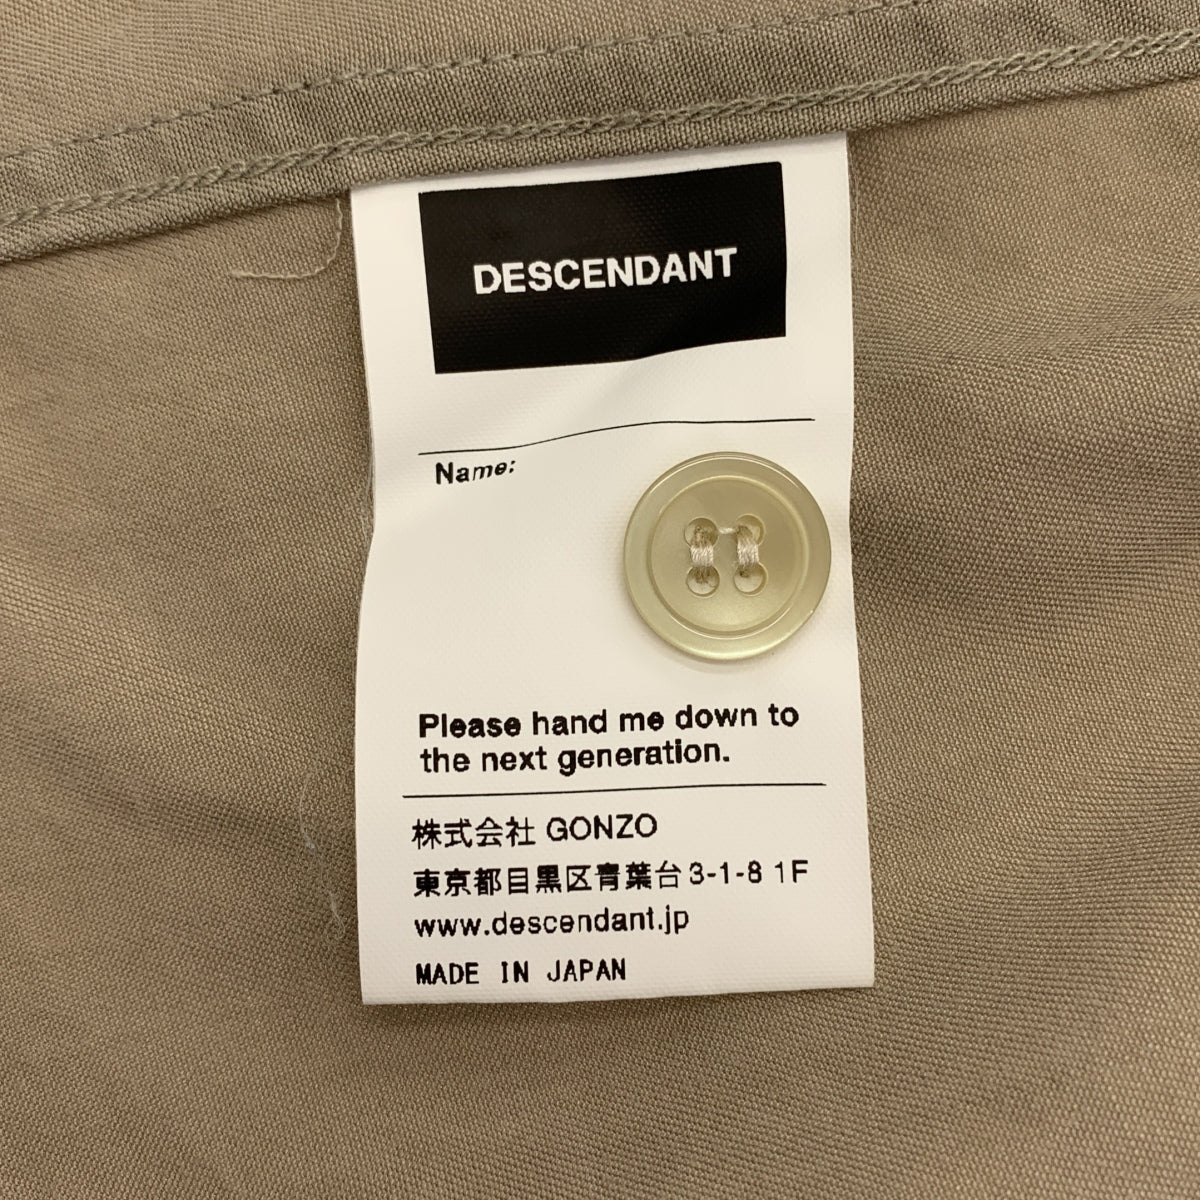 DESCENDANT
Name:
Please hand me down to
the next generation.
株式会社 GONZO
東京都目黒区青葉台3-1-8 1F
www.descendant.jp
MADE IN JAPAN